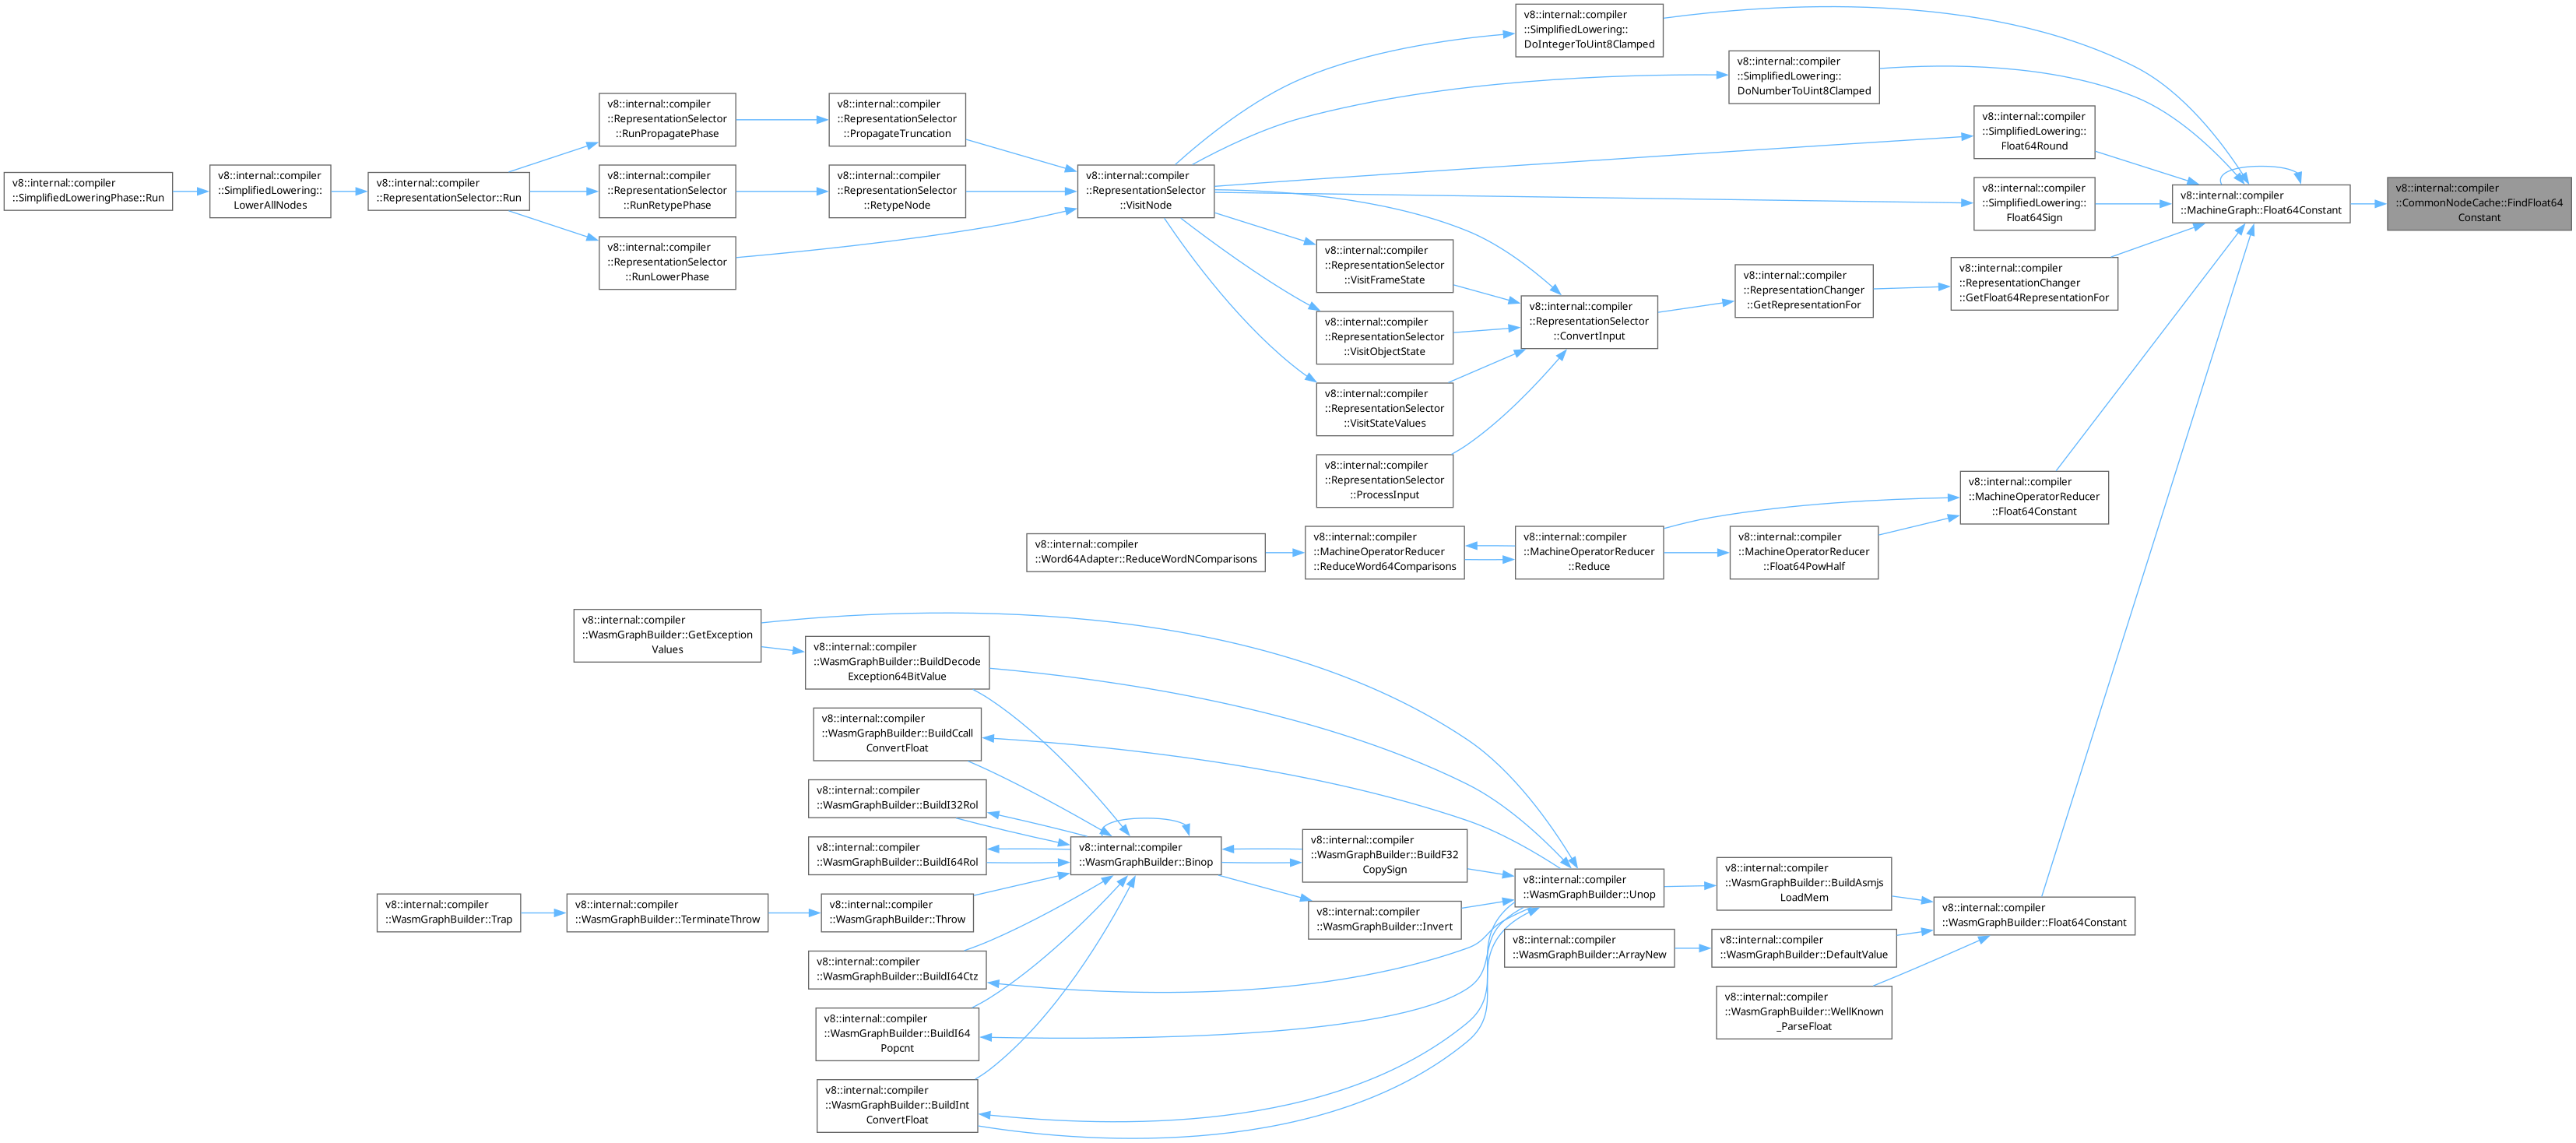 v8::internal::compiler
::SimplifiedLowering::
DoIntegerToUint8Clamped
v8::internal::compiler
::SimplifiedLowering::
DoNumberToUint8Clamped
v8::internal::compiler
::RepresentationSelector
::RunPropagatePhase
v8::internal::compiler
::RepresentationSelector
::PropagateTruncation
v8::internal::compiler
::SimplifiedLowering::
Float64Round
v8::internal::compiler
::SimplifiedLoweringPhase::Run
v8::internal::compiler
::SimplifiedLowering::
LowerAllNodes
v8::internal::compiler
::RepresentationSelector::Run
v8::internal::compiler
::RepresentationSelector
::RunRetypePhase
v8::internal::compiler
::RepresentationSelector
::RetypeNode
v8::internal::compiler
::RepresentationSelector
::VisitNode
v8::internal::compiler
::SimplifiedLowering::
Float64Sign
v8::internal::compiler
::MachineGraph::Float64Constant
v8::internal::compiler
::CommonNodeCache::FindFloat64
Constant
v8::internal::compiler
::RepresentationSelector
::RunLowerPhase
v8::internal::compiler
::RepresentationSelector
::VisitFrameState
v8::internal::compiler
::RepresentationChanger
::GetRepresentationFor
v8::internal::compiler
::RepresentationChanger
::GetFloat64RepresentationFor
v8::internal::compiler
::RepresentationSelector
::VisitObjectState
v8::internal::compiler
::RepresentationSelector
::ConvertInput
v8::internal::compiler
::RepresentationSelector
::VisitStateValues
v8::internal::compiler
::RepresentationSelector
::ProcessInput
v8::internal::compiler
::MachineOperatorReducer
::Float64Constant
v8::internal::compiler
::Word64Adapter::ReduceWordNComparisons
v8::internal::compiler
::MachineOperatorReducer
::ReduceWord64Comparisons
v8::internal::compiler
::MachineOperatorReducer
::Reduce
v8::internal::compiler
::MachineOperatorReducer
::Float64PowHalf
v8::internal::compiler
::WasmGraphBuilder::GetException
Values
v8::internal::compiler
::WasmGraphBuilder::BuildDecode
Exception64BitValue
v8::internal::compiler
::WasmGraphBuilder::BuildCcall
ConvertFloat
v8::internal::compiler
::WasmGraphBuilder::BuildI32Rol
v8::internal::compiler
::WasmGraphBuilder::BuildI64Rol
v8::internal::compiler
::WasmGraphBuilder::Binop
v8::internal::compiler
::WasmGraphBuilder::BuildF32
CopySign
v8::internal::compiler
::WasmGraphBuilder::Unop
v8::internal::compiler
::WasmGraphBuilder::BuildAsmjs
LoadMem
v8::internal::compiler
::WasmGraphBuilder::Float64Constant
v8::internal::compiler
::WasmGraphBuilder::Trap
v8::internal::compiler
::WasmGraphBuilder::TerminateThrow
v8::internal::compiler
::WasmGraphBuilder::Throw
v8::internal::compiler
::WasmGraphBuilder::Invert
v8::internal::compiler
::WasmGraphBuilder::ArrayNew
v8::internal::compiler
::WasmGraphBuilder::DefaultValue
v8::internal::compiler
::WasmGraphBuilder::BuildI64Ctz
v8::internal::compiler
::WasmGraphBuilder::WellKnown
_ParseFloat
v8::internal::compiler
::WasmGraphBuilder::BuildI64
Popcnt
v8::internal::compiler
::WasmGraphBuilder::BuildInt
ConvertFloat